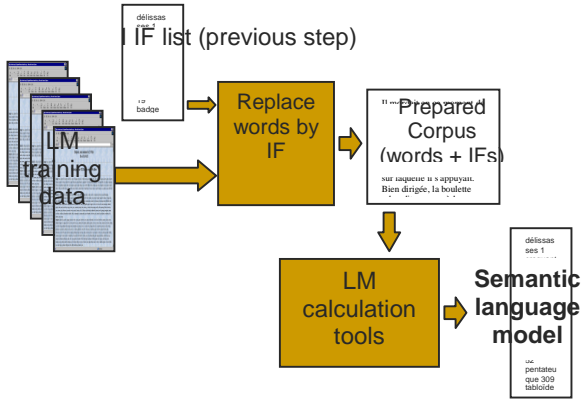 délissas
ses 1
l IF list (previous step)
badge
Replace
words by
IF
Prepared
Corpus
(words + IFs)
sur laquelle il s'appuyant.
Bien dirigée, la boulette
LM
training
data
LM
calculation
tools
délissas
ses 1
Semantic
language
model
pentateu
que 309
tabloïde